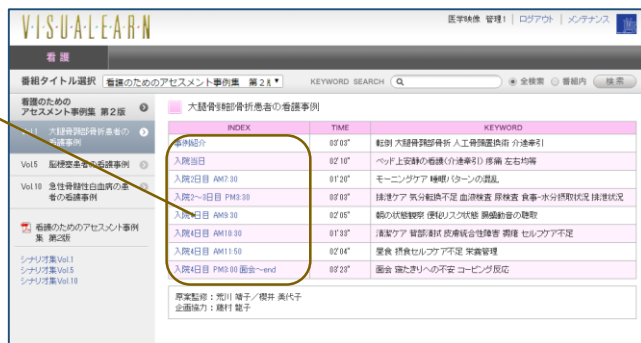 V·I·S·U·A·L·E·A·R·N
医学映像 管理1 | ログアウト | メンテナンス
看護
番組タイトル選択 看護のためのアセスメント事例集 第2
KEYWORD SEARCH
全検索 番組内 検索
看護のための
アセスメント事例集 第2版
Vol.1 大腿骨頚部骨折患者の
看護事例
Vol.5 脳梗塞患者の看護事例
Vol.10 急性骨髄性白血病の患
者の看護事例
看護のためのアセスメント事例
集 第2版
シナリオ集Vol.1
シナリオ集Vol.5
シナリオ集Vol.10
大腿骨頚部骨折患者の看護事例
INDEX TIME KEYWORD
事例紹介 03'03" 転倒 大腿骨頚部骨折 人工骨頭置換術 介達牽引
入院当日 02'10" ベッド上安静の看護(介達牽引) 疼痛 左右均等
入院2日目 AM7:30 01'20" モーニングケア 睡眠パターンの混乱
入院2～3日目 PM3:30 03'03" 排泄ケア 気分転換不足 血液検査 尿検査 食事-水分摂取状況 排泄状況
入院4日目 AM9:30 02'05" 朝の状態観察 便秘リスク状態 腸蠕動音の聴取
入院4日目 AM10:30 01'33" 清潔ケア 背部清拭 皮膚統合性障害 褥瘡 セルフケア不足
入院4日目 AM11:50 02'04" 昼食 摂食セルフケア不足 栄養管理
入院4日目 PM3:00 面会～end 03'23" 面会 寝たきりへの不安 コーピング反応
原案監修：荒川 靖子／櫻井 美代子
企画協力：藤村 龍子